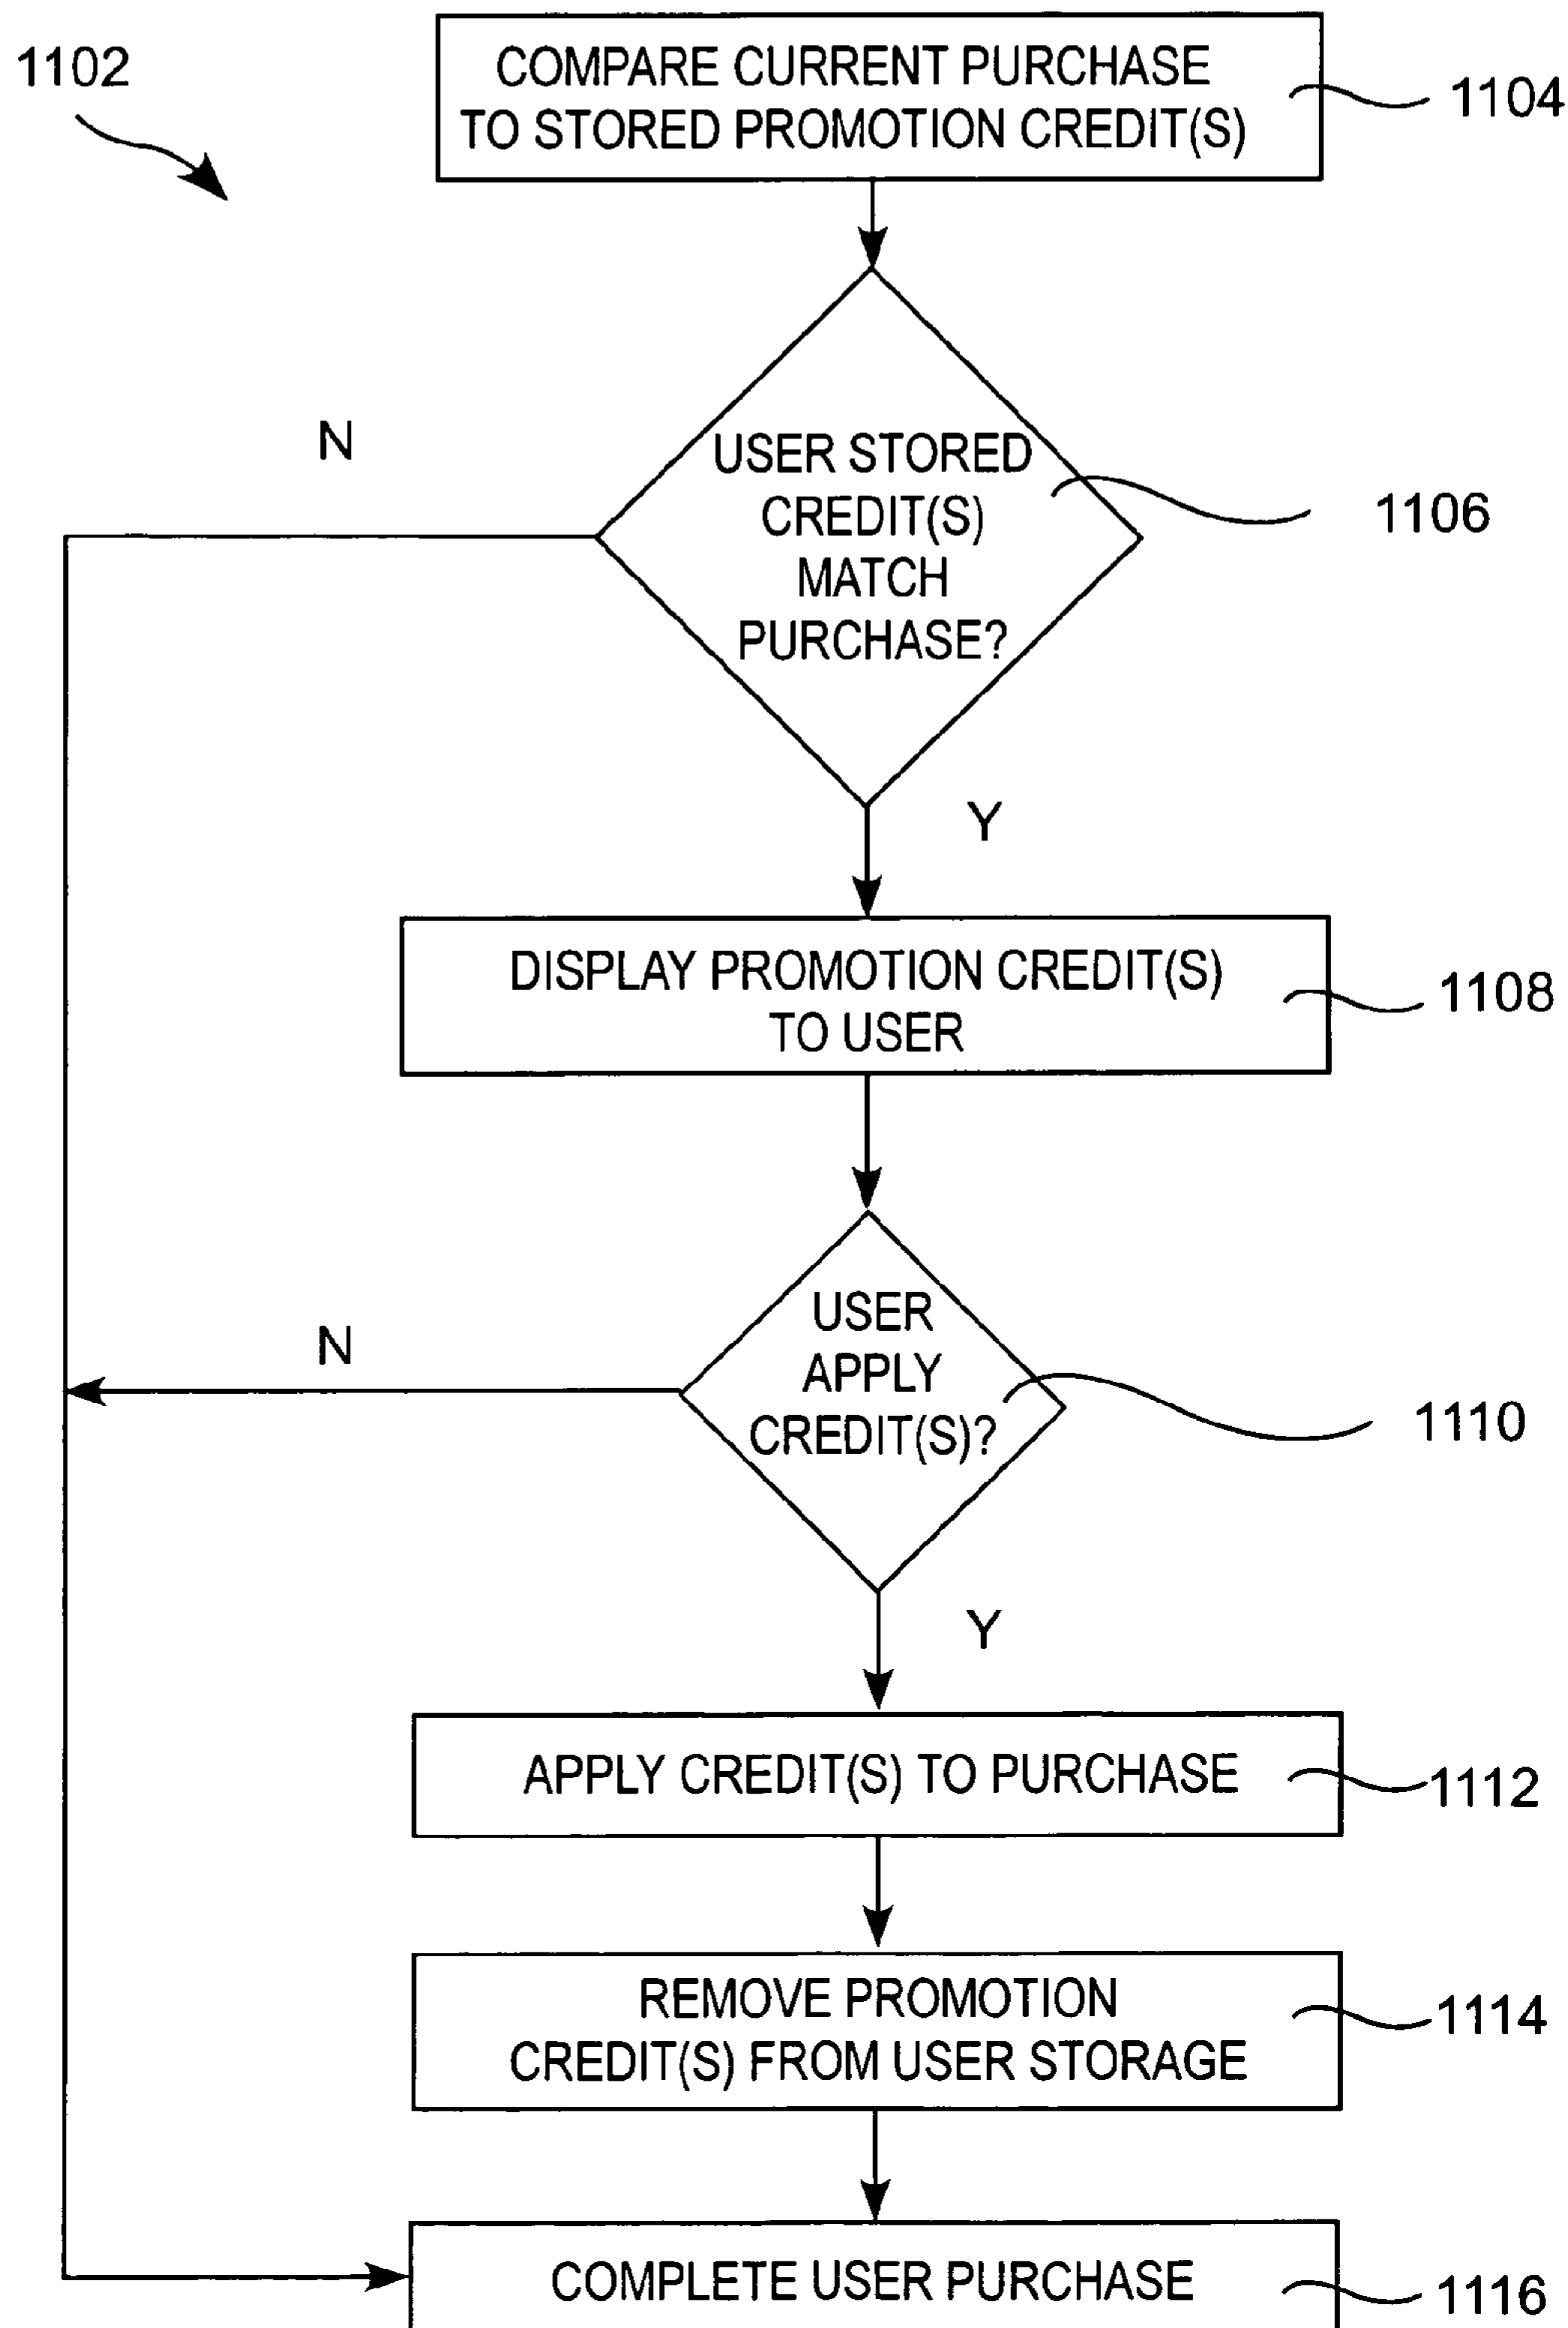 1102
COMPARE CURRENT PURCHASE
TO STORED PROMOTION CREDIT(S)
1104
N
USER STORED
CREDIT(S)
MATCH
PURCHASE?
1106
Y
DISPLAY PROMOTION CREDIT(S)
TO USER
1108
N
USER
APPLY
CREDIT(S)?
1110
Y
APPLY CREDIT(S) TO PURCHASE
1112
REMOVE PROMOTION
CREDIT(S) FROM USER STORAGE
1114
COMPLETE USER PURCHASE
1116